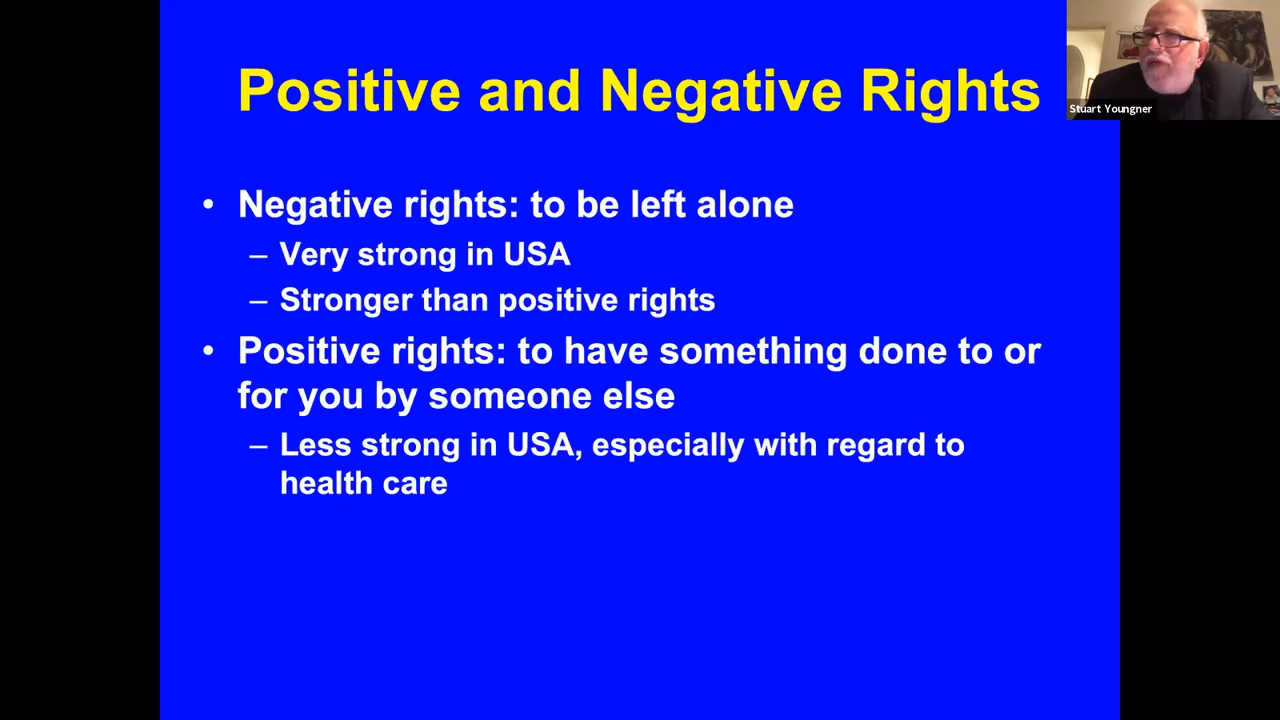 Positive and Negative Rights
Stuart Youngner
• Negative rights: to be left alone
– Very strong in USA
– Stronger than positive rights
• Positive rights: to have something done to or
for you by someone else
– Less strong in USA, especially with regard to
health care